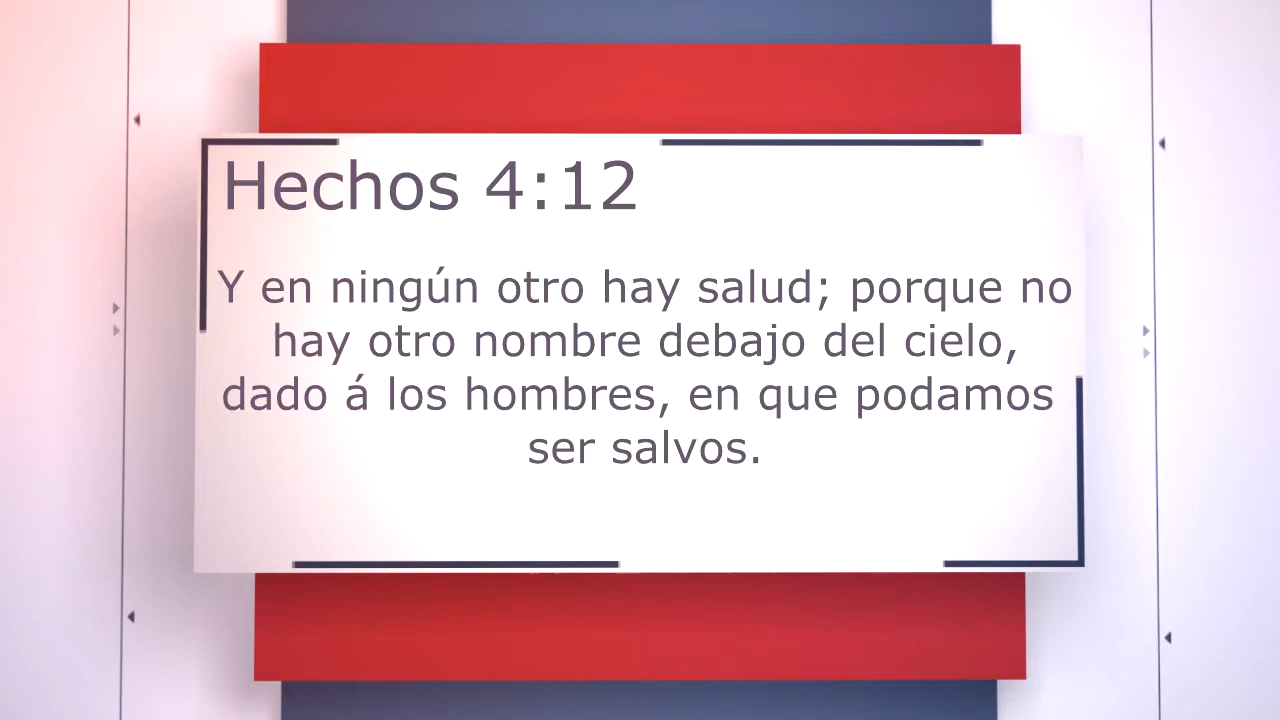 Hechos 4:12
Y en ningún otro hay salud; porque no
hay otro nombre debajo del cielo,
dado á los hombres, en que podamos
ser salvos.